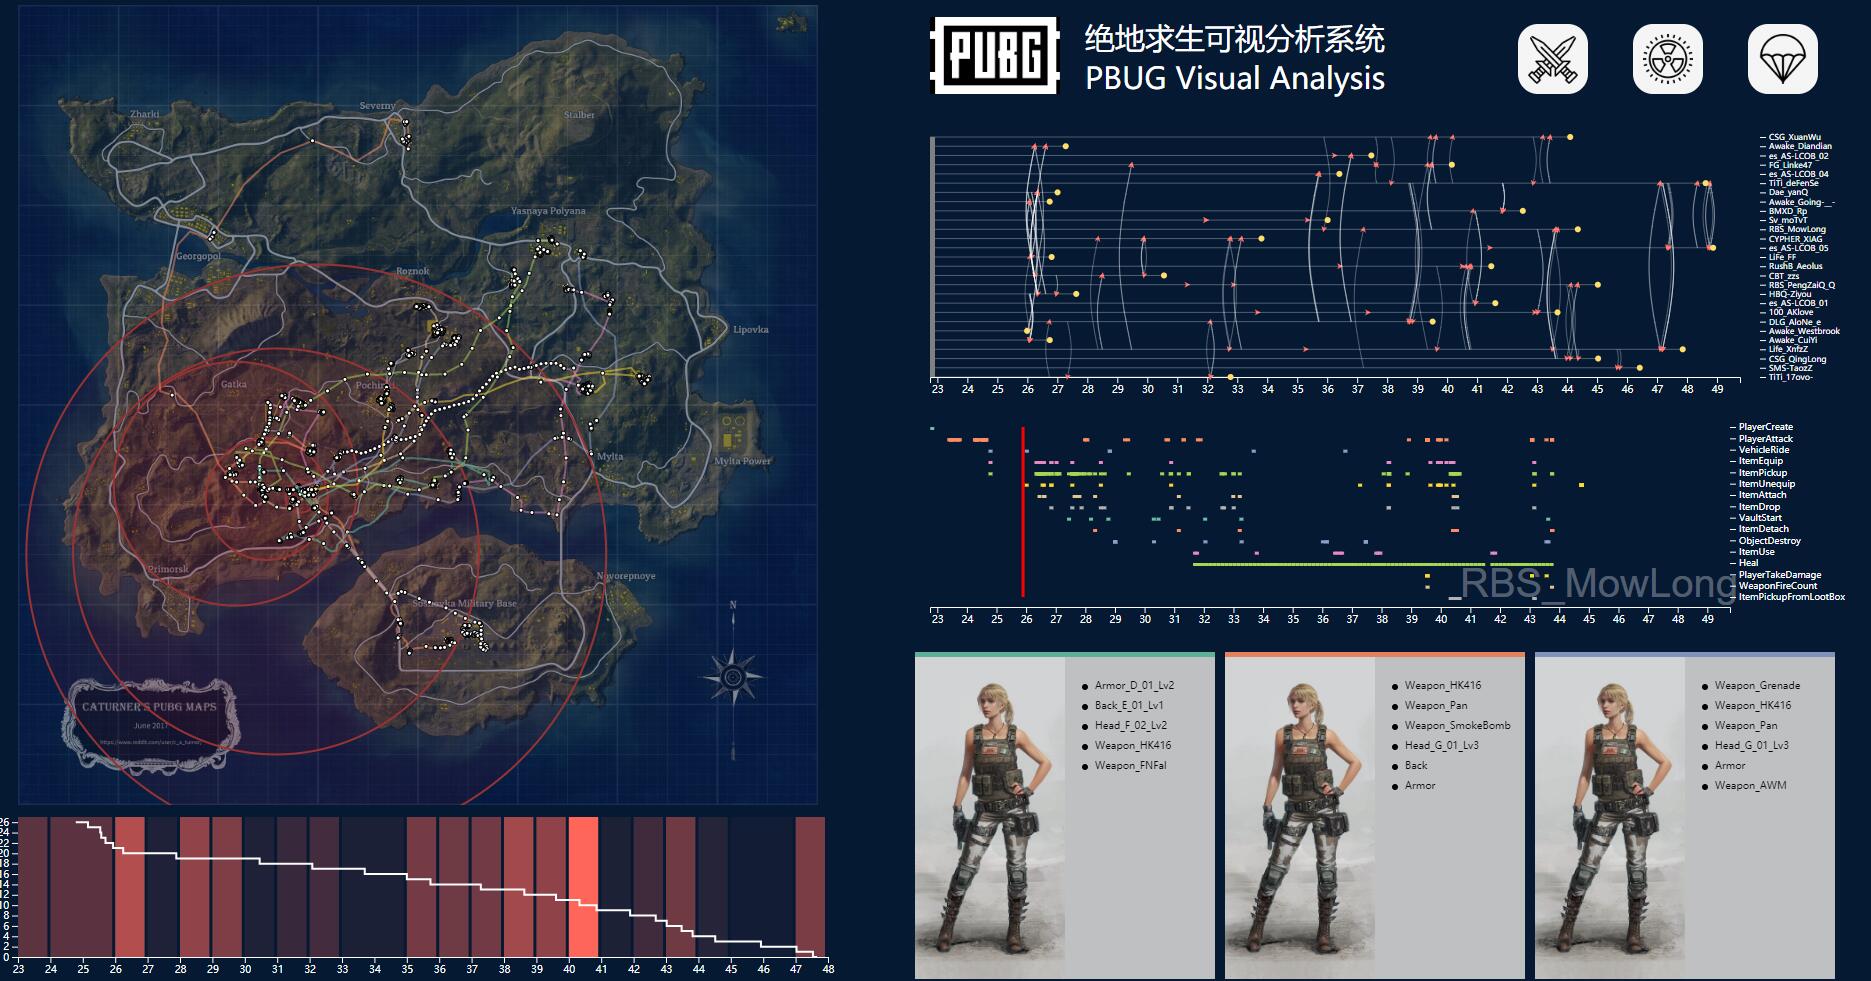 PUBG
绝地求生可视分析系统
PBUG Visual Analysis
Zharki
Severny
Stalber
Georgopol
Yasnaya Polyana
Roznok
Lipovka
Gatka
Mylta
Mylta Power
Primorsk
Novorepnoye
Sosnovka Military Base
N
CATURNER'S PUBG MAPS
June 2017
CSG_XuanWu
Awake_Diandian
es_AS-LCOB_02
FG_Linke47
es_AS-LCOB_04
TiTi_deFenSe
Dae_yanQ
Awake_Going-__-
BMXD_Rp
Sv_moTvT
RBS_MowLong
CYPHER_XIAG
es_AS-LCOB_05
LiFe_FF
RushB_Aeolus
CBT_zzs
RBS_PengZaiQ_Q
HBQ-Ziyou
es_AS-LCOB_01
100_AKlove
DLG_AloNe_e
Awake_Westbrook
Awake_CuiYi
Life_XnfzZ
CSG_QingLong
SMS-TaozZ
TiTi_17ovo-
23 24 25 26 27 28 29 30 31 32 33 34 35 36 37 38 39 40 41 42 43 44 45 46 47 48 49
PlayerCreate
PlayerAttack
VehicleRide
ItemEquip
ItemPickup
ItemUnequip
ItemAttach
ItemDrop
VaultStart
ItemDetach
ObjectDestroy
ItemUse
Heal
PlayerTakeDamage
WeaponFireCount
ItemPickupFromLootBox
RBS_MowLong
23 24 25 26 27 28 29 30 31 32 33 34 35 36 37 38 39 40 41 42 43 44 45 46 47 48 49
Armor_D_01_Lv2
Back_E_01_Lv1
Head_F_02_Lv2
Weapon_HK416
Weapon_FNFal
Weapon_HK416
Weapon_Pan
Weapon_SmokeBomb
Head_G_01_Lv3
Back
Armor
Weapon_Grenade
Weapon_HK416
Weapon_Pan
Head_G_01_Lv3
Armor
Weapon_AWM
26
24
22
20
18
16
14
12
10
8
6
4
2
0
23 24 25 26 27 28 29 30 31 32 33 34 35 36 37 38 39 40 41 42 43 44 45 46 47 48